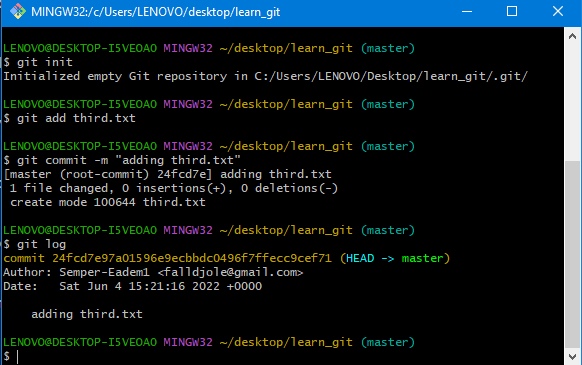 MINGW32:/c/Users/LENOVO/desktop/learn_git
LENOVO@DESKTOP-I5VEOAO MINGW32 ~/desktop/learn_git (master)
$ git init
Initialized empty Git repository in C:/Users/LENOVO/Desktop/learn_git/.git/
LENOVO@DESKTOP-I5VEOAO MINGW32 ~/desktop/learn_git (master)
$ git add third.txt
LENOVO@DESKTOP-I5VEOAO MINGW32 ~/desktop/learn_git (master)
$ git commit -m "adding third.txt"
[master (root-commit) 24fcd7e] adding third.txt
1 file changed, 0 insertions(+), 0 deletions(-)
create mode 100644 third.txt
LENOVO@DESKTOP-I5VEOAO MINGW32 ~/desktop/learn_git (master)
$ git log
commit 24fcd7e97a01596e9ecbbdc0496f7ffecc9cef71 (HEAD -> master)
Author: Semper-Eadem1 <falldjole@gmail.com>
Date:   Sat Jun 4 15:21:16 2022 +0000
adding third.txt
LENOVO@DESKTOP-I5VEOAO MINGW32 ~/desktop/learn_git (master)
$